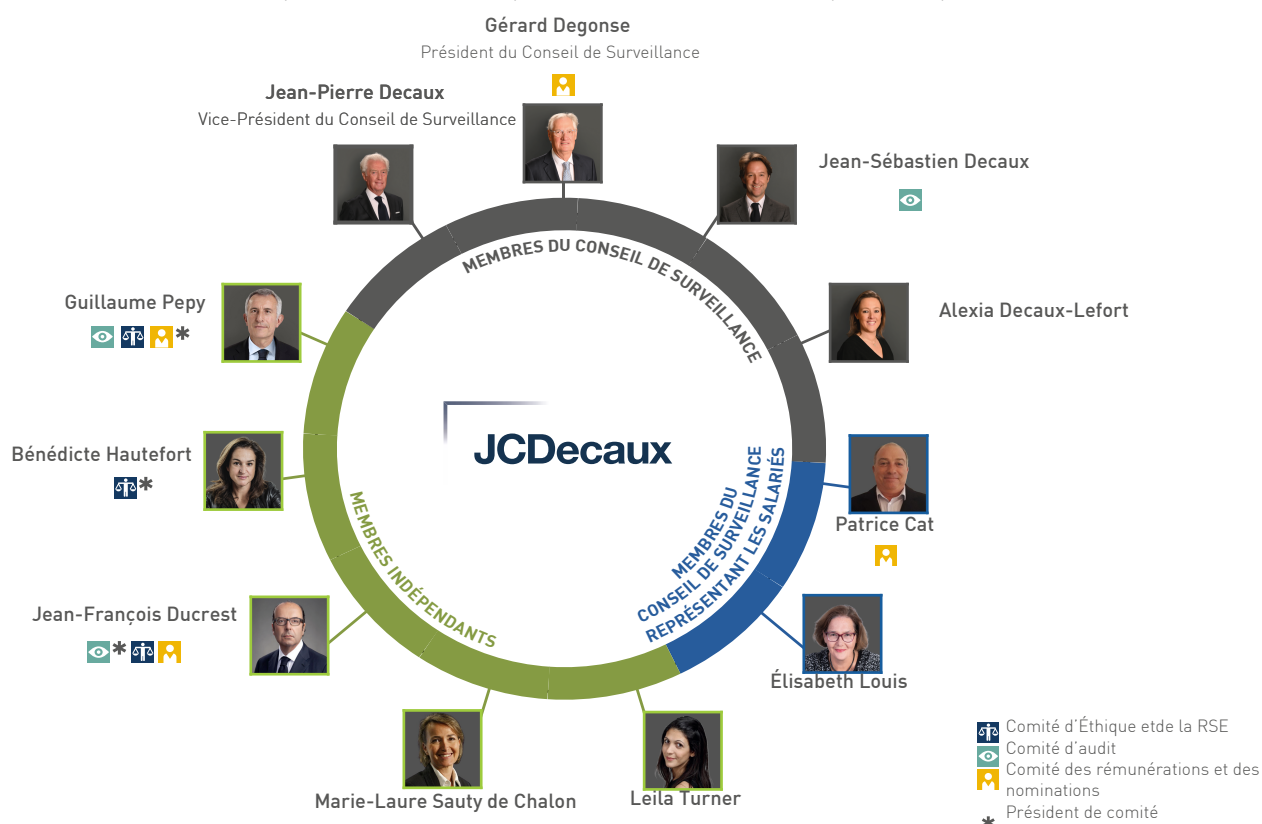 Gérard Degonse
Président du Conseil de Surveillance
Jean-Pierre Decaux
Vice-Président du Conseil de Surveillance
Jean-Sébastien Decaux
MEMBRES DU CONSEIL DE SURVEILLANCE
Guillaume Pepy
*
Alexia Decaux-Lefort
JCDecaux
Bénédicte Hautefort
*
MEMBRES DU
CONSEIL DE SURVEILLANCE
REPRÉSENTANT LES SALARIÉS
Patrice Cat
MEMBRES INDÉPENDANTS
Jean-François Ducrest
*
Élisabeth Louis
Marie-Laure Sauty de Chalon
Leila Turner
Comité d'Éthique etde la RSE
Comité d'audit
Comité des rémunérations et des
nominations
* Président de comité